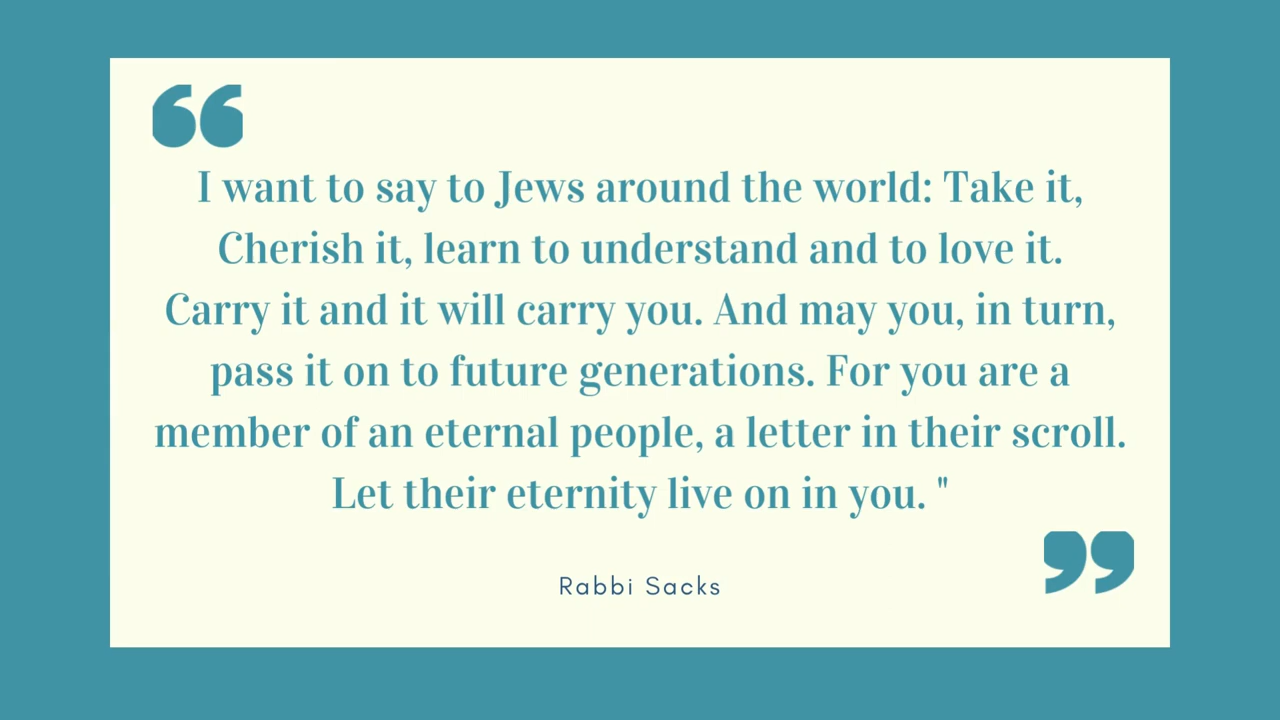 “
I want to say to Jews around the world: Take it,
Cherish it, learn to understand and to love it.
Carry it and it will carry you. And may you, in turn,
pass it on to future generations. For you are a
member of an eternal people, a letter in their scroll.
Let their eternity live on in you. "
”
Rabbi Sacks